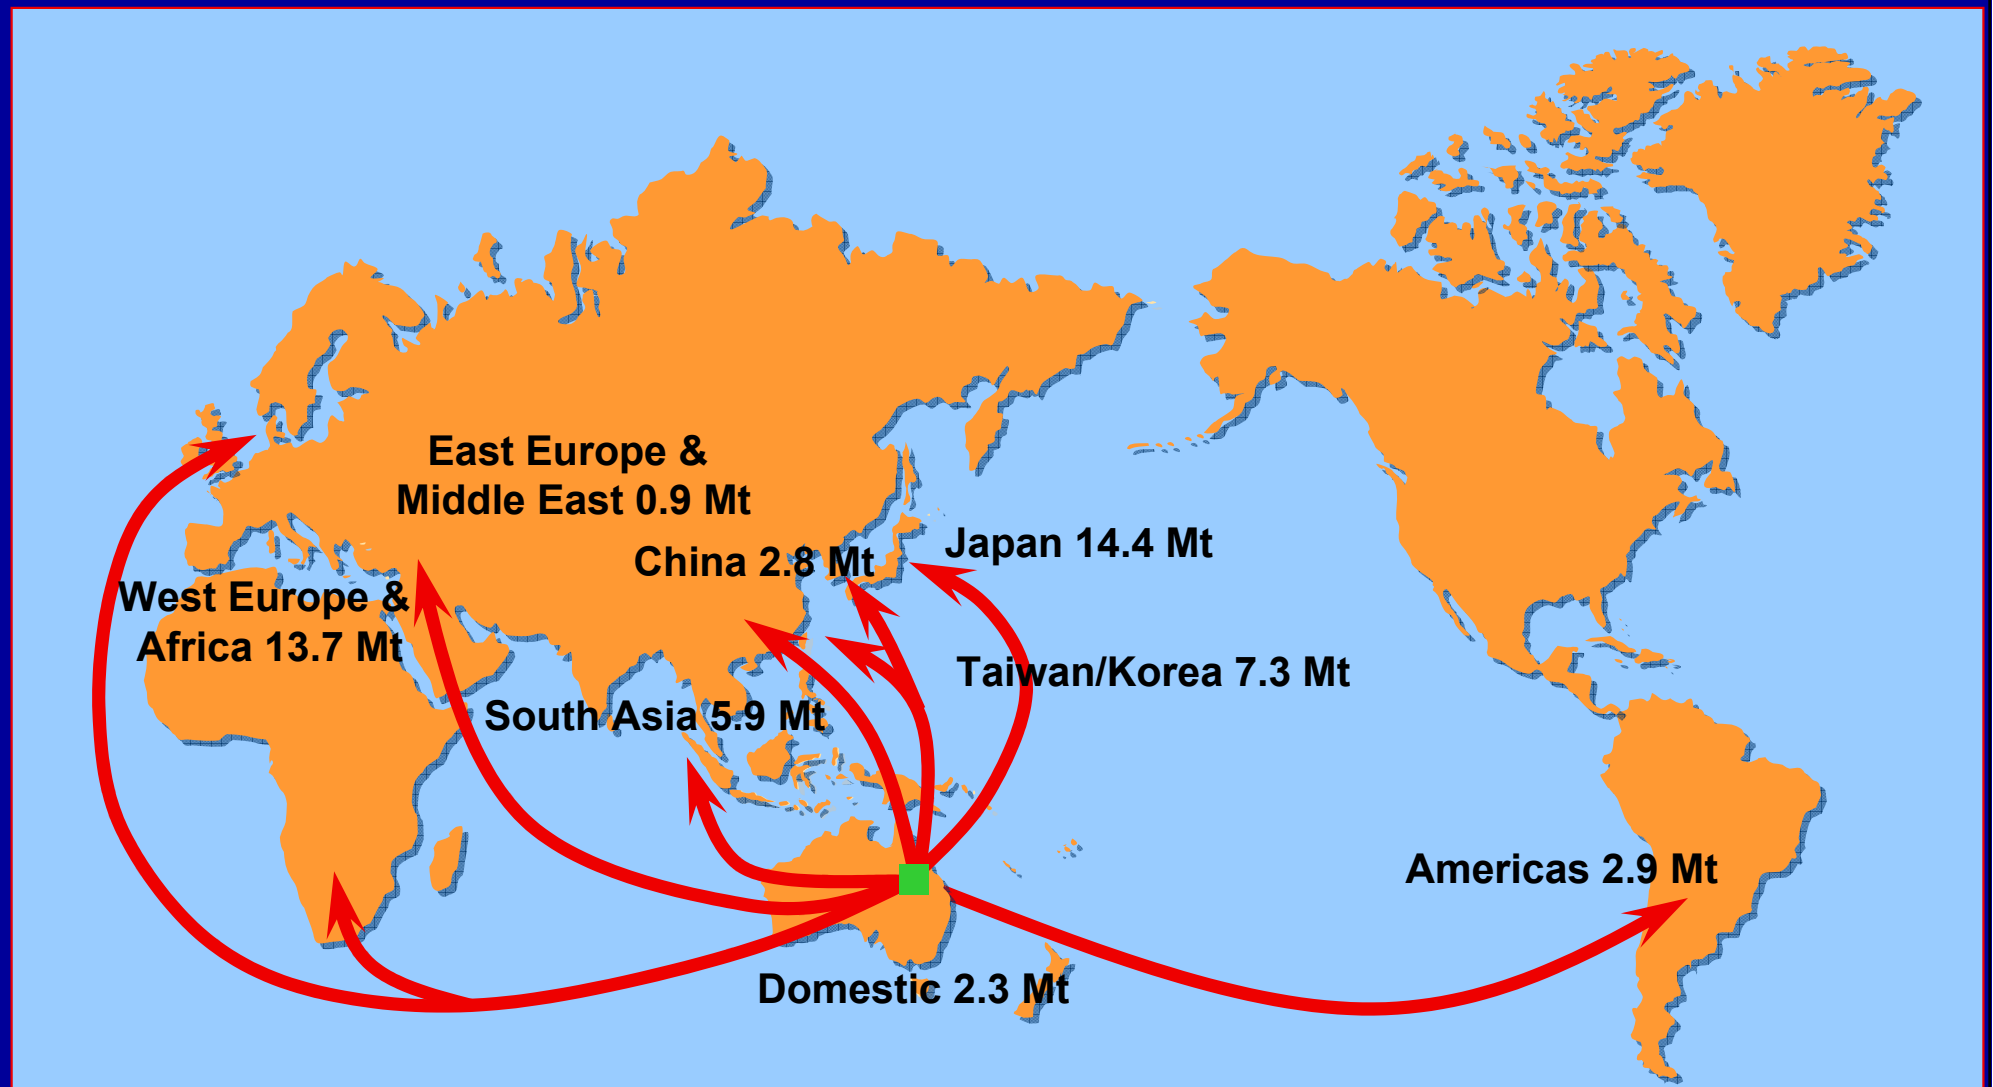 East Europe &
Middle East 0.9 Mt
China 2.8 Mt
Japan 14.4 Mt
West Europe &
Africa 13.7 Mt
Taiwan/Korea 7.3 Mt
South Asia 5.9 Mt
Americas 2.9 Mt
Domestic 2.3 Mt